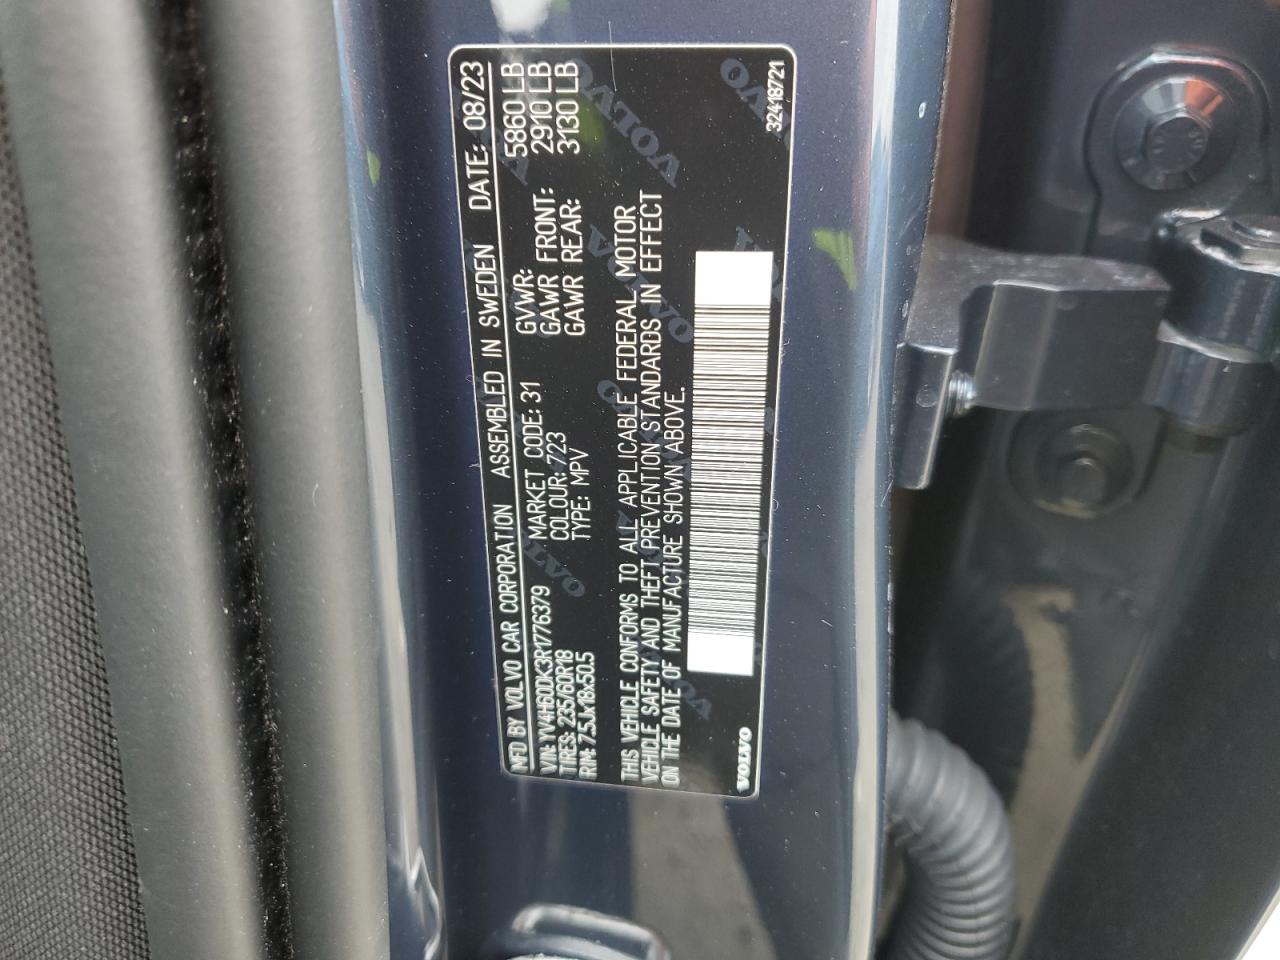 MFD BY VOLVO CAR CORPORATION ASSEMBLED IN SWEDEN DATE: 08/23
VIN: YV4H60DK3R1776379 MARKET CODE: 31 GVWR: 5860 LB
TIRES: 235/60R18 COLOUR: 723 GAWR FRONT: 2910 LB
RIM: 7.5Jx18x50.5 TYPE: MPV GAWR REAR: 3130 LB
THIS VEHICLE CONFORMS TO ALL APPLICABLE FEDERAL MOTOR
VEHICLE SAFETY AND THEFT PREVENTION STANDARDS IN EFFECT
ON THE DATE OF MANUFACTURE SHOWN ABOVE.
VOLVO 32418721